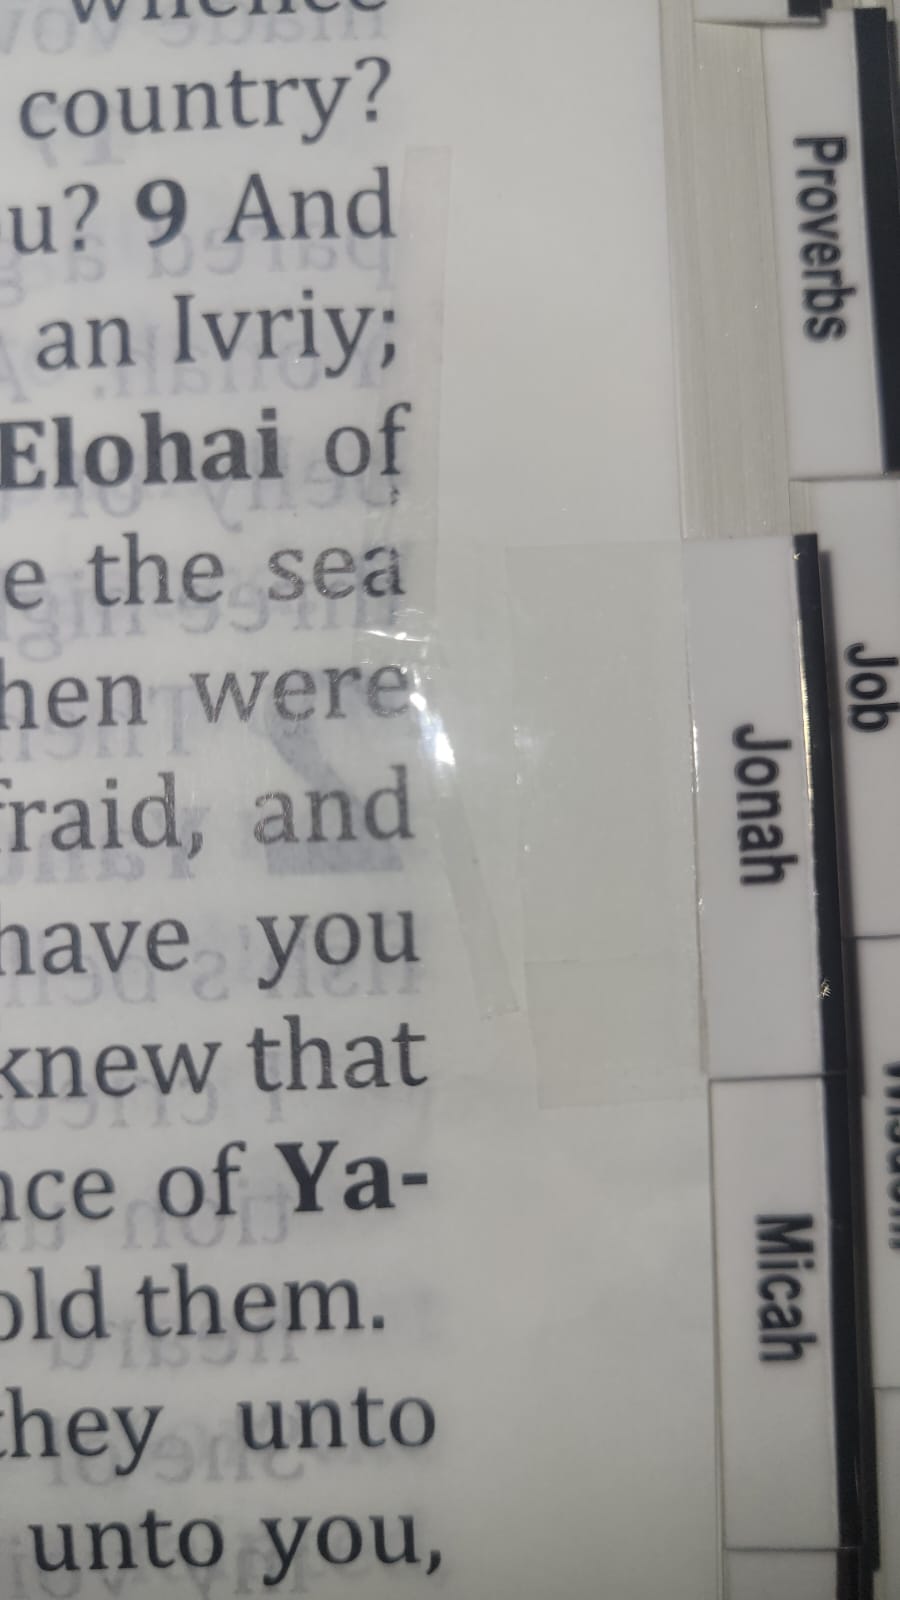 whence
country?
u? 9 And
an Ivriy;
Elohai of
e the sea
hen were
fraid, and
have you
knew that
nce of Ya-
old them.
they unto
unto you,
Proverbs
Job
Jonah
Micah